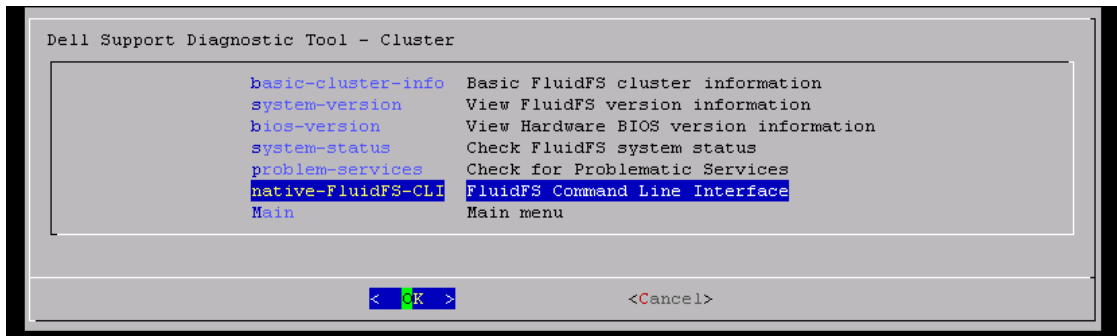 Dell Support Diagnostic Tool - Cluster
basic-cluster-info Basic FluidFS cluster information
system-version View FluidFS version information
bios-version View Hardware BIOS version information
system-status Check FluidFS system status
problem-services Check for Problematic Services
native-FluidFS-CLI FluidFS Command Line Interface
Main Main menu
< OK > <Cancel>